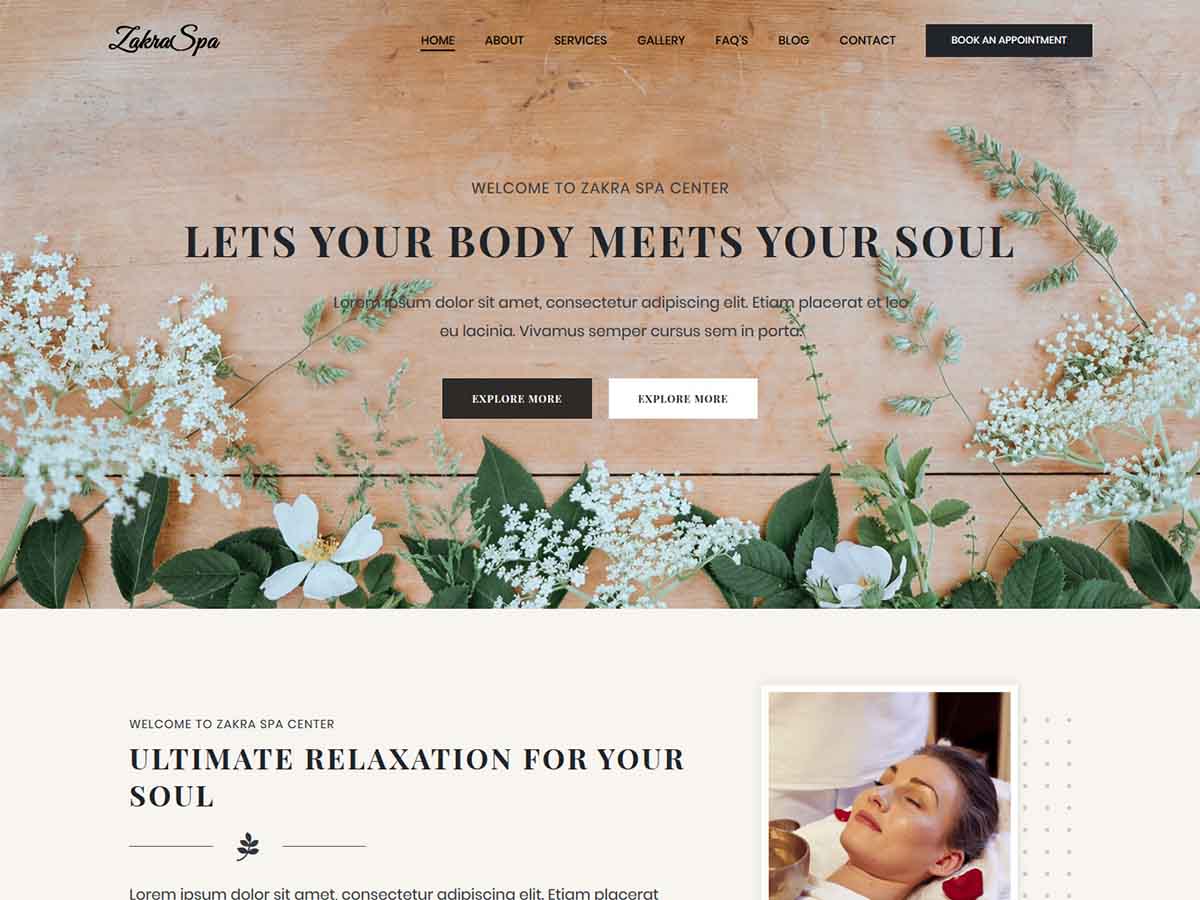 ZakraSpa
HOME ABOUT SERVICES GALLERY FAQ'S BLOG CONTACT BOOK AN APPOINTMENT
WELCOME TO ZAKRA SPA CENTER
LETS YOUR BODY MEETS YOUR SOUL
Lorem ipsum dolor sit amet, consectetur adipiscing elit. Etiam placerat et leo
eu lacinia. Vivamus semper cursus sem in porta.
EXPLORE MORE EXPLORE MORE
WELCOME TO ZAKRA SPA CENTER
ULTIMATE RELAXATION FOR YOUR
SOUL
Lorem ipsum dolor sit amet, consectetur adipiscing elit. Etiam placerat